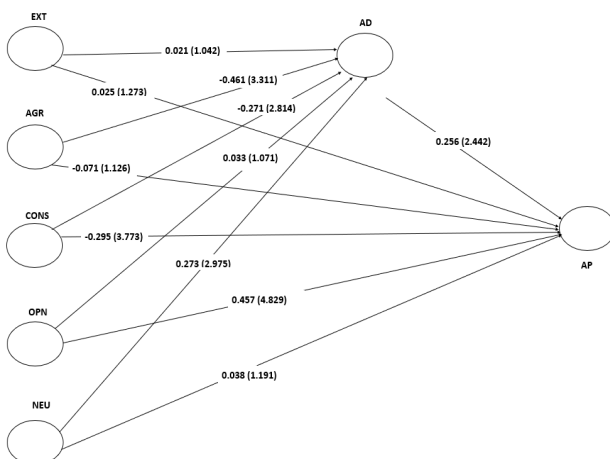 EXT
AD
0.021 (1.042)
-0.461 (3.311)
0.025 (1.273)
-0.271 (2.814)
AGR
0.256 (2.442)
0.033 (1.071)
-0.071 (1.126)
CONS
-0.295 (3.773)
0.273 (2.975)
AP
0.457 (4.829)
OPN
0.038 (1.191)
NEU